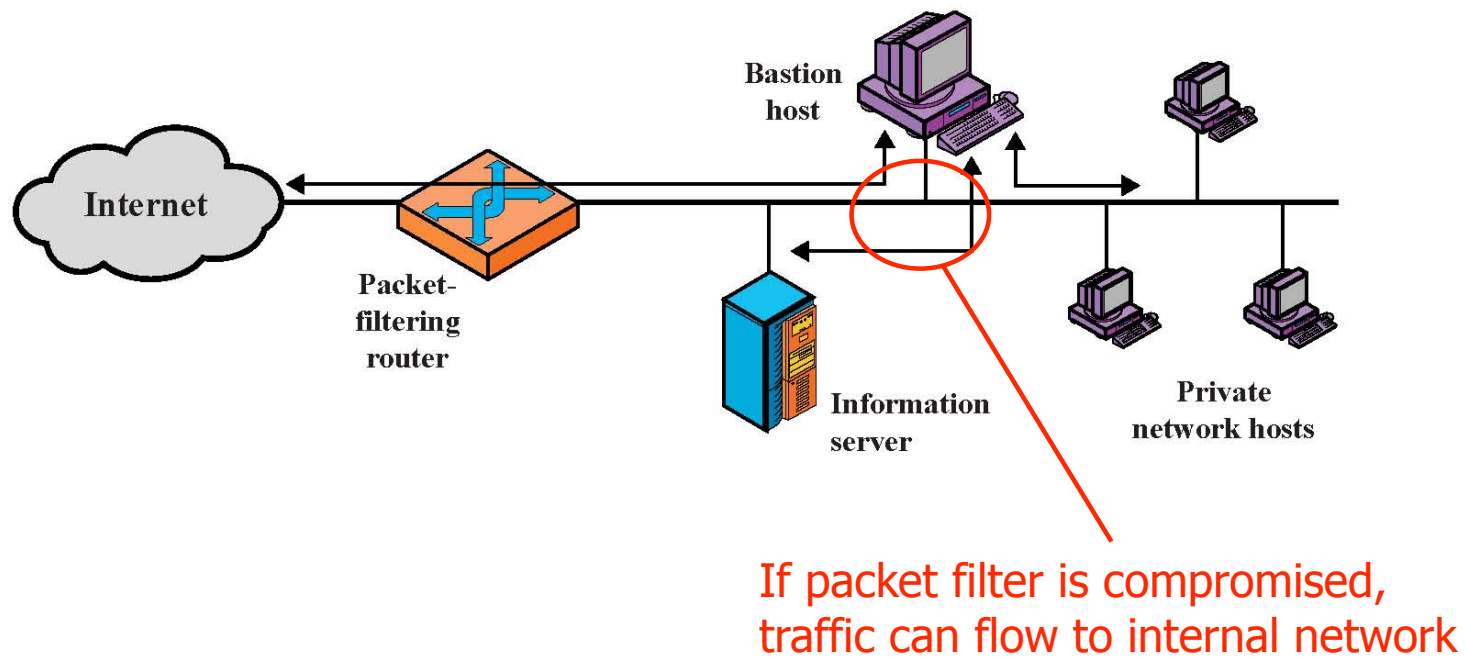 Bastion
host
Internet
Packet-
filtering
router
Information
server
Private
network hosts
If packet filter is compromised,
traffic can flow to internal network